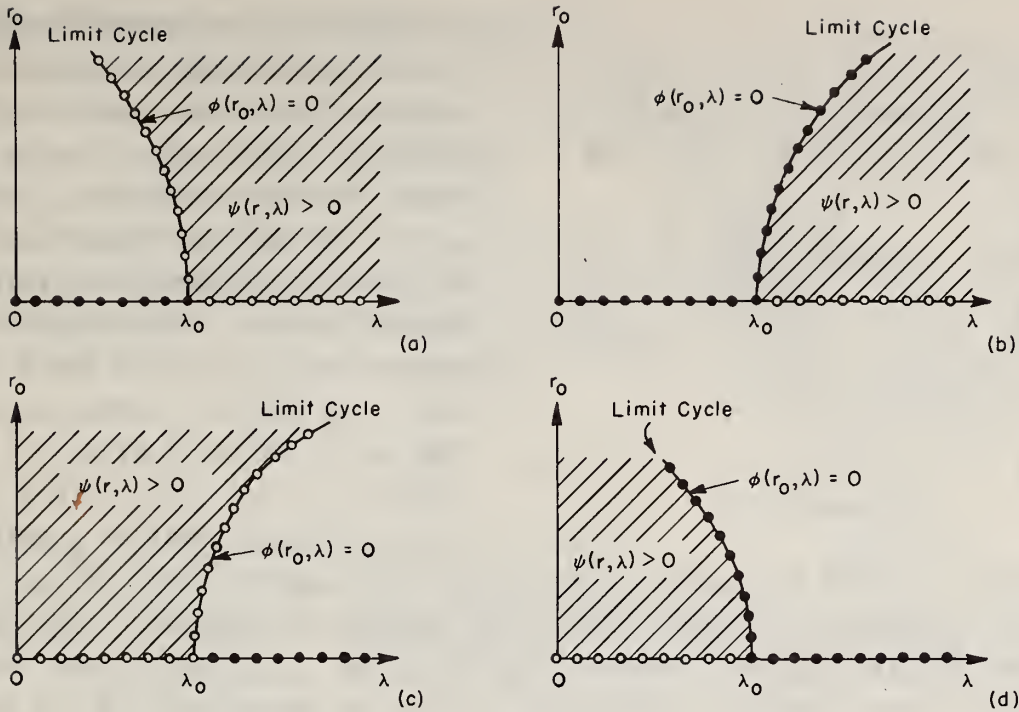 r₀
Limit Cycle
ϕ(r₀,λ) = 0
ψ(r,λ) > 0
0
λ₀
λ
(a)
r₀
Limit Cycle
ϕ(r₀,λ) = 0
ψ(r,λ) > 0
0
λ₀
λ
(b)
r₀
Limit Cycle
ψ(r,λ) > 0
ϕ(r₀,λ) = 0
0
λ₀
λ
(c)
r₀
Limit Cycle
ϕ(r₀,λ) = 0
ψ(r,λ) > 0
0
λ₀
λ
(d)